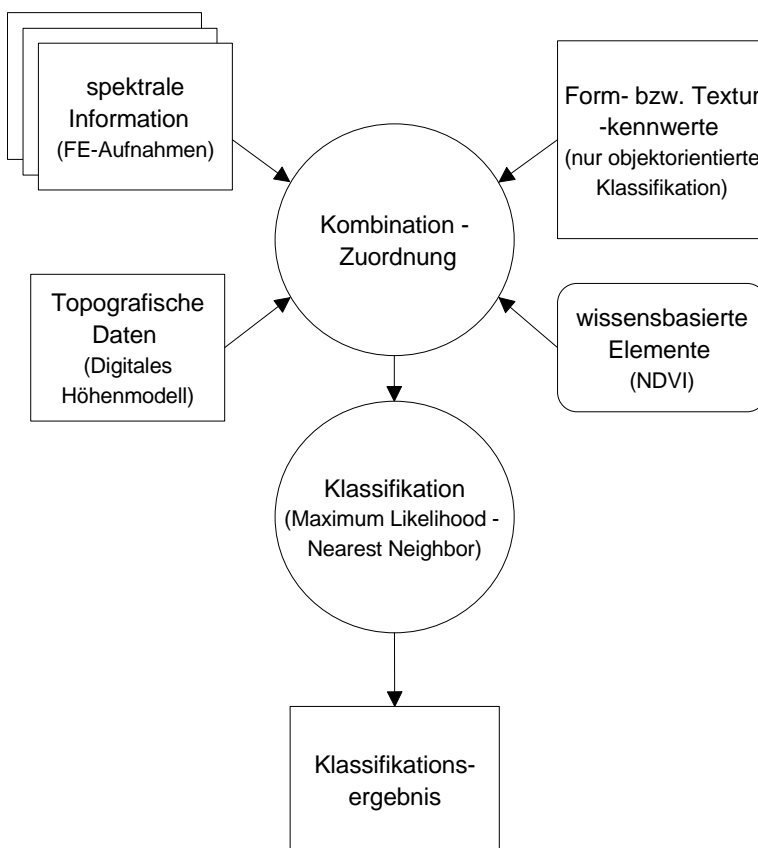 spektrale
Information
(FE-Aufnahmen)
Form- bzw. Textur
-kennwerte
(nur objektorientierte
Klassifikation)
Kombination -
Zuordnung
Topografische
Daten
(Digitales
Höhenmodell)
wissensbasierte
Elemente
(NDVI)
Klassifikation
(Maximum Likelihood -
Nearest Neighbor)
Klassifikations-
ergebnis